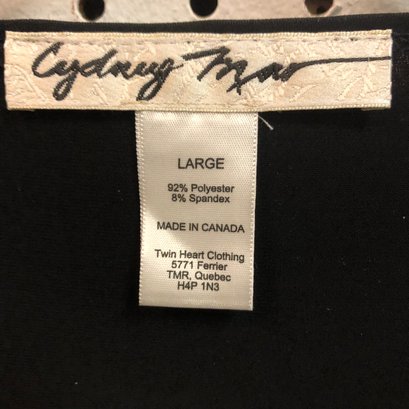 Cydney Mar
LARGE
92% Polyester
8% Spandex
MADE IN CANADA
Twin Heart Clothing
5771 Ferrier
TMR, Quebec
H4P 1N3